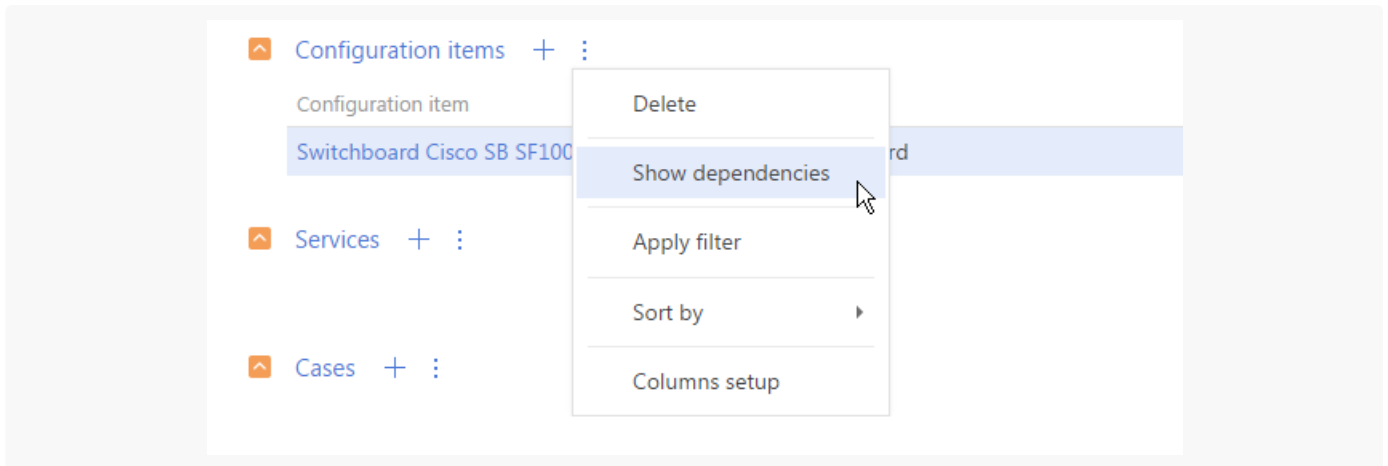 Configuration items
Configuration item
Delete
Switchboard Cisco SB SF100
rd
Show dependencies
Services
Apply filter
Sort by
Cases
Columns setup